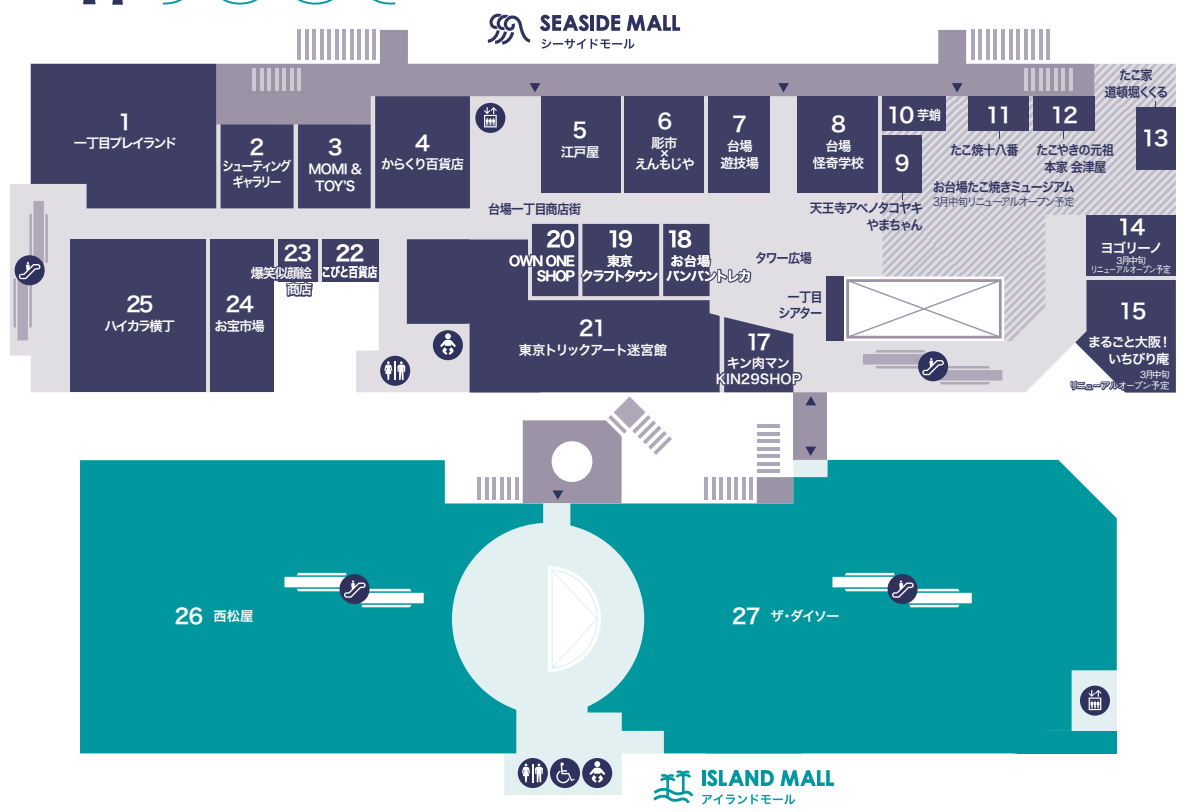 SEASIDE MALL
シーサイドモール
1
一丁目プレイランド
2
シューティング
ギャラリー
3
MOMI &
TOY'S
4
からくり百貨店
5
江戸屋
6
彫市
×
えんもじや
7
台場
遊技場
8
台場
怪奇学校
10 芋蛸
9
天王寺アベノタコヤキ
やまちゃん
11
たこ焼十八番
12
たこやきの元祖
本家 会津屋
たこ家
道頓堀くくる
13
お台場たこ焼きミュージアム
3月中旬リニューアルオープン予定
台場一丁目商店街
14
ヨゴリーノ
3月中旬
リニューアルオープン予定
15
まるごと大阪！
いちびり庵
3月中旬
リニューアルオープン予定
タワー広場
一丁目
シアター
17
キン肉マン
KIN29SHOP
18
お台場
バンバントレカ
19
東京
クラフトタウン
20
OWN ONE
SHOP
21
東京トリックアート迷宮館
22
こびと百貨店
23
爆笑似顔絵
商店
24
お宝市場
25
ハイカラ横丁
26 西松屋
27 ザ・ダイソー
ISLAND MALL
アイランドモール